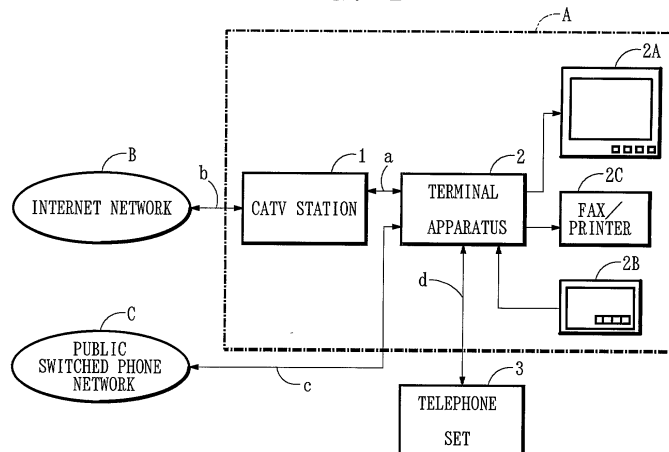 A
2A
B
b
1
a
2
2C
INTERNET NETWORK
CATV STATION
TERMINAL
APPARATUS
FAX/
PRINTER
2B
d
C
PUBLIC
SWITCHED PHONE
NETWORK
c
3
TELEPHONE
SET